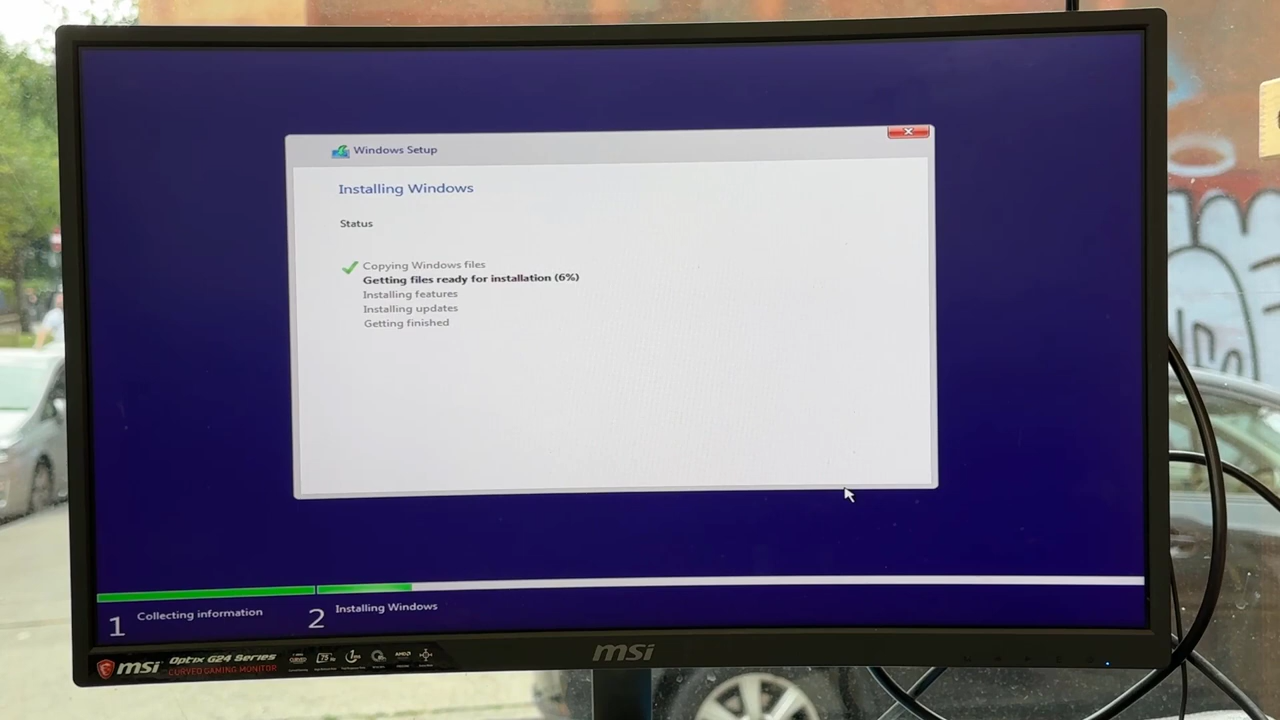 Windows Setup
Installing Windows
Status
Copying Windows files
Getting files ready for installation (6%)
Installing features
Installing updates
Getting finished
1 Collecting information
2 Installing Windows
msi Optix G24 Series
CURVED GAMING MONITOR
msi